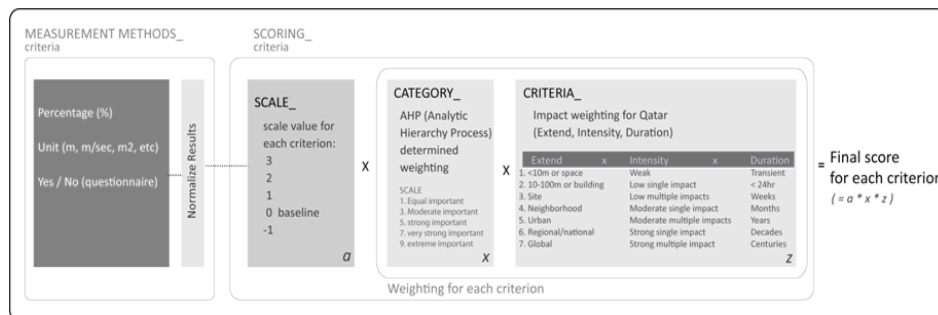 MEASUREMENT METHODS_
criteria
Percentage (%)
Unit (m, m/sec, m2, etc)
Yes / No (questionnaire)
Normalize Results
SCORING_
criteria
SCALE_
scale value for
each criterion:
3
2
1
0 baseline
-1
a
x
CATEGORY_
AHP (Analytic
Hierarchy Process)
determined
weighting
SCALE
1. Equal important
3. Moderate important
5. strong important
7. very strong important
9. extreme important
x
x
CRITERIA_
Impact weighting for Qatar
(Extend, Intensity, Duration)
Extend x Intensity x Duration
1. <10m or space Weak Transient
2. 10-100m or building Low single impact < 24hr
3. Site Low multiple impacts Weeks
4. Neighborhood Moderate single impact Months
5. Urban Moderate multiple impacts Years
6. Regional/national Strong single impact Decades
7. Global Strong multiple impact Centuries
z
Weighting for each criterion
= Final score
for each criterion
( = a * x * z )